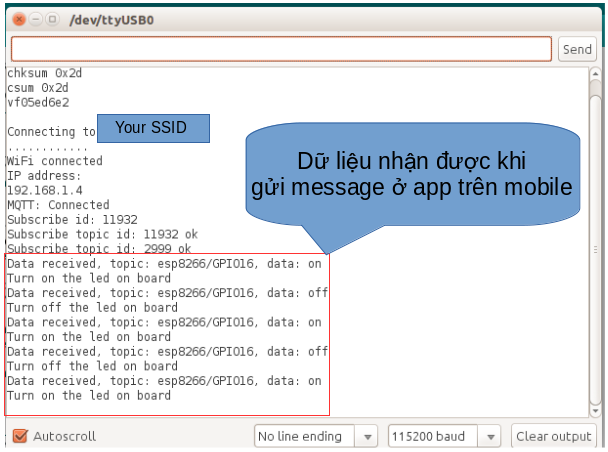 /dev/ttyUSB0
Send
chksum 0x2d
csum 0x2d
vf05ed6e2
Connecting to
Your SSID
............
WiFi connected
IP address:
192.168.1.4
MQTT: Connected
Subscribe id: 11932
Subscribe topic id: 11932 ok
Subscribe topic id: 2999 ok
Dữ liệu nhận được khi
gửi message ở app trên mobile
Data received, topic: esp8266/GPIO16, data: on
Turn on the led on board
Data received, topic: esp8266/GPIO16, data: off
Turn off the led on board
Data received, topic: esp8266/GPIO16, data: on
Turn on the led on board
Data received, topic: esp8266/GPIO16, data: off
Turn off the led on board
Data received, topic: esp8266/GPIO16, data: on
Turn on the led on board
Autoscroll
No line ending
115200 baud
Clear output